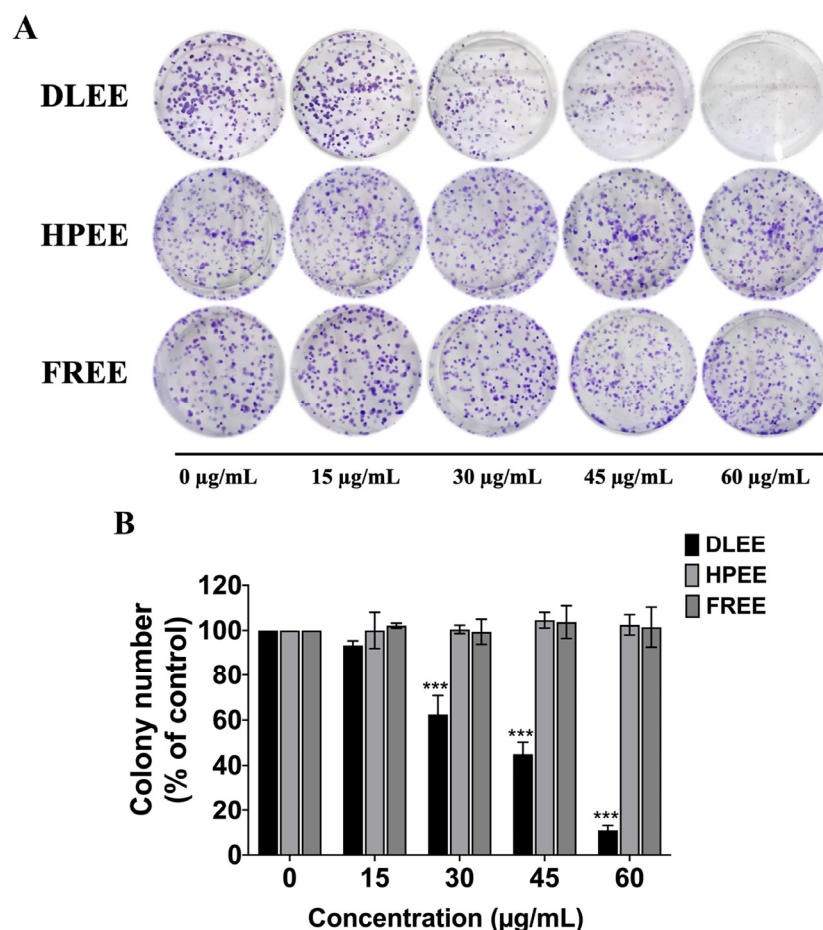 A
DLEE
HPEE
FREE
0 µg/mL 15 µg/mL 30 µg/mL 45 µg/mL 60 µg/mL
B
DLEE
HPEE
FREE
Colony number
(% of control)
120
100
80
60
40
20
0
***
***
***
0 15 30 45 60
Concentration (µg/mL)